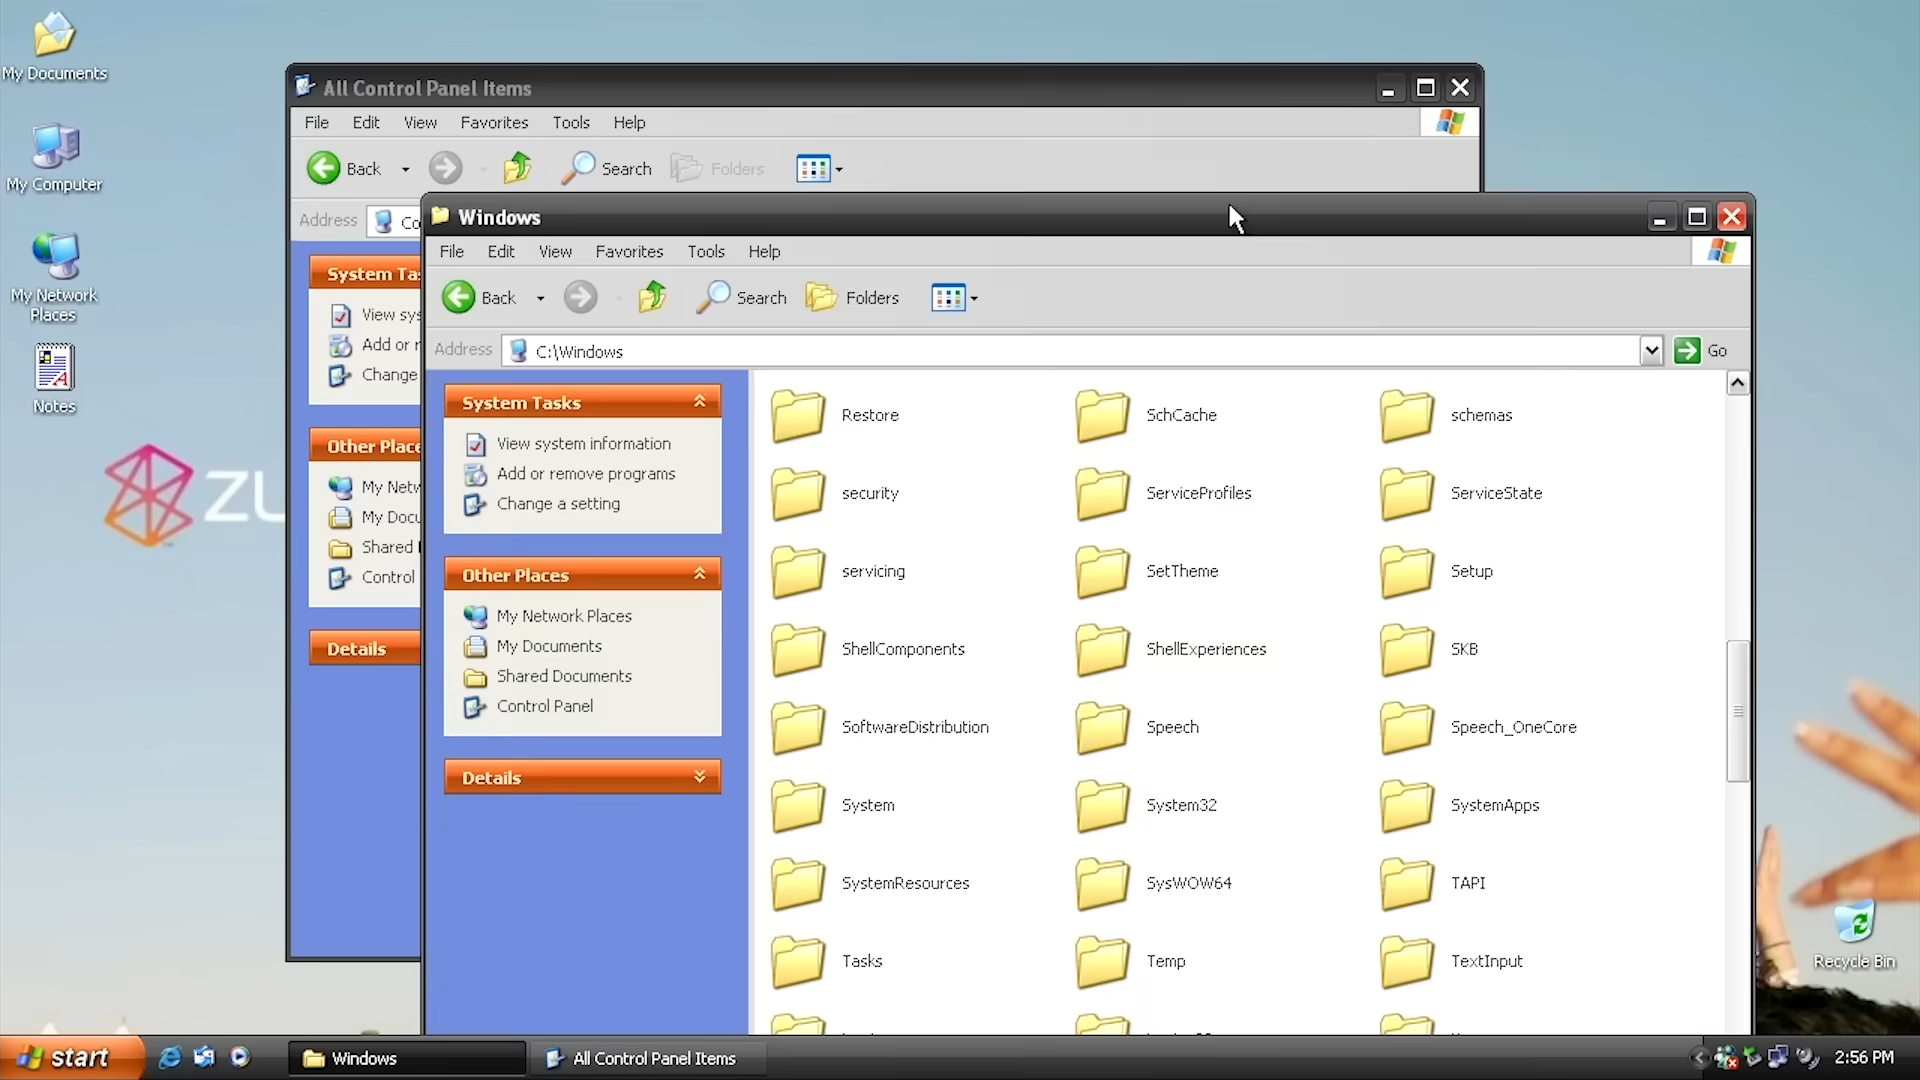 My Documents
My Computer
My Network
Places
Notes
ZU
All Control Panel Items
File Edit View Favorites Tools Help
Back Search Folders
Address Co
System Ta
View sys
Add or r
Change
Other Place
My Netw
My Docu
Shared
Control
Details
Windows
File Edit View Favorites Tools Help
Back Search Folders
Address C:\Windows Go
System Tasks
View system information
Add or remove programs
Change a setting
Other Places
My Network Places
My Documents
Shared Documents
Control Panel
Details
Restore SchCache schemas
security ServiceProfiles ServiceState
servicing SetTheme Setup
ShellComponents ShellExperiences SKB
SoftwareDistribution Speech Speech_OneCore
System System32 SystemApps
SystemResources SysWOW64 TAPI
Tasks Temp TextInput
Recycle Bin
start Windows All Control Panel Items 2:56 PM